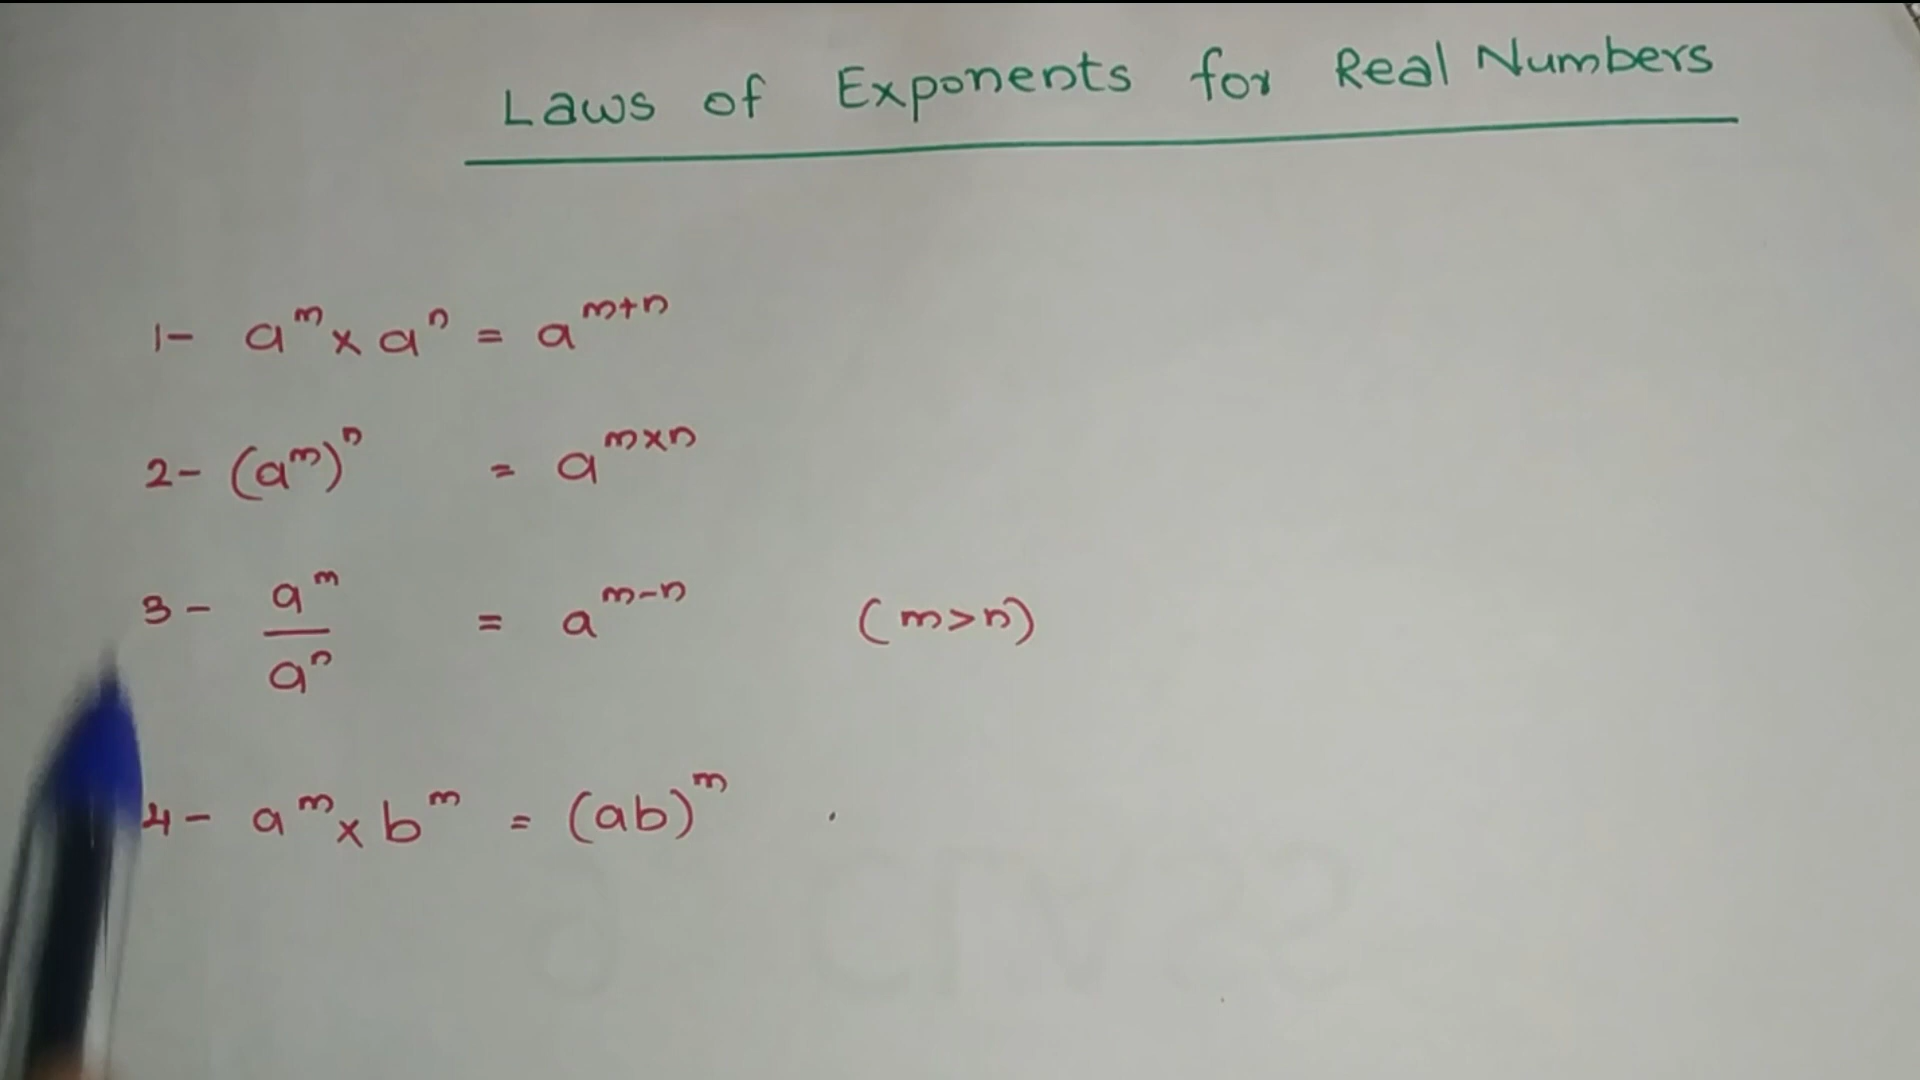 Laws of Exponents for Real Numbers
1- a^m x a^n = a^m+n
2- (a^m)^n = a^m×n
3- a^m/a^n = a^m-n (m>n)
4- a^m x b^m = (ab)^m